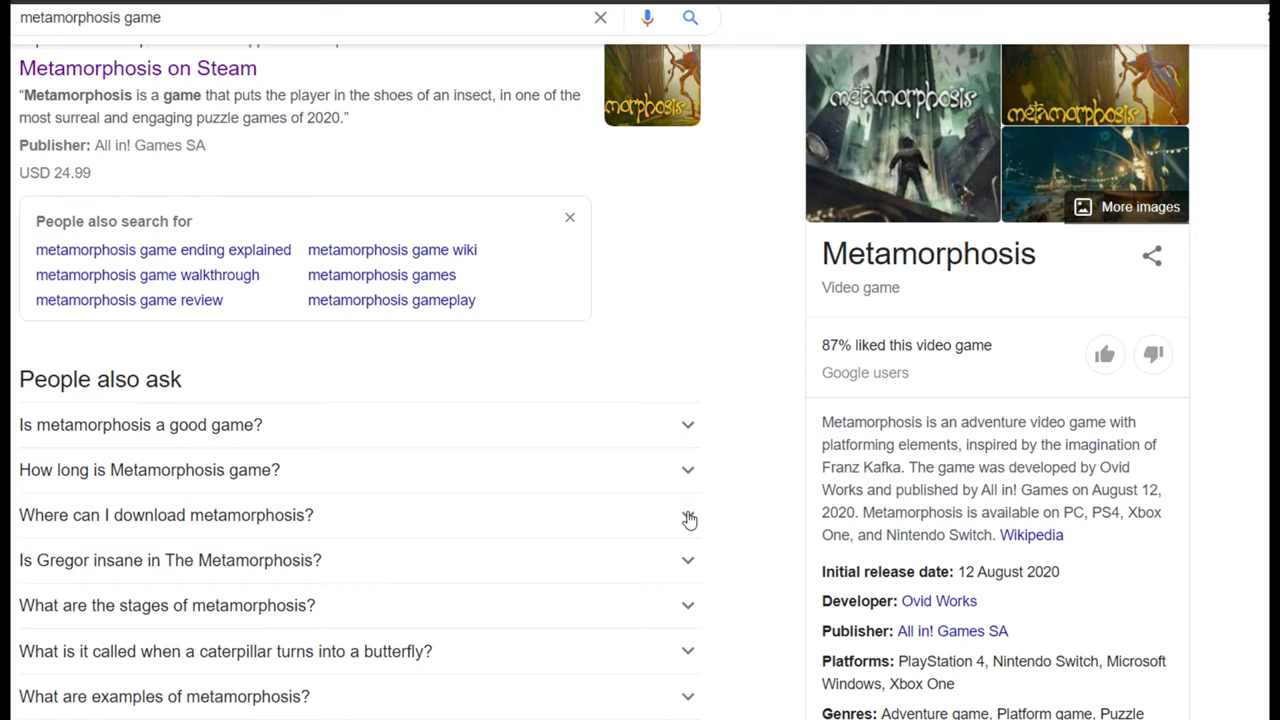 metamorphosis game
Metamorphosis on Steam
“Metamorphosis is a game that puts the player in the shoes of an insect, in one of the
most surreal and engaging puzzle games of 2020.”
Publisher: All in! Games SA
USD 24.99
morphosis
People also search for
metamorphosis game ending explained
metamorphosis game wiki
metamorphosis game walkthrough
metamorphosis games
metamorphosis game review
metamorphosis gameplay
People also ask
Is metamorphosis a good game?
How long is Metamorphosis game?
Where can I download metamorphosis?
Is Gregor insane in The Metamorphosis?
What are the stages of metamorphosis?
What is it called when a caterpillar turns into a butterfly?
What are examples of metamorphosis?
metamorphosis
metamorphosis
More images
Metamorphosis
Video game
87% liked this video game
Google users
Metamorphosis is an adventure video game with
platforming elements, inspired by the imagination of
Franz Kafka. The game was developed by Ovid
Works and published by All in! Games on August 12,
2020. Metamorphosis is available on PC, PS4, Xbox
One, and Nintendo Switch. Wikipedia
Initial release date: 12 August 2020
Developer: Ovid Works
Publisher: All in! Games SA
Platforms: PlayStation 4, Nintendo Switch, Microsoft
Windows, Xbox One
Genres: Adventure game, Platform game, Puzzle